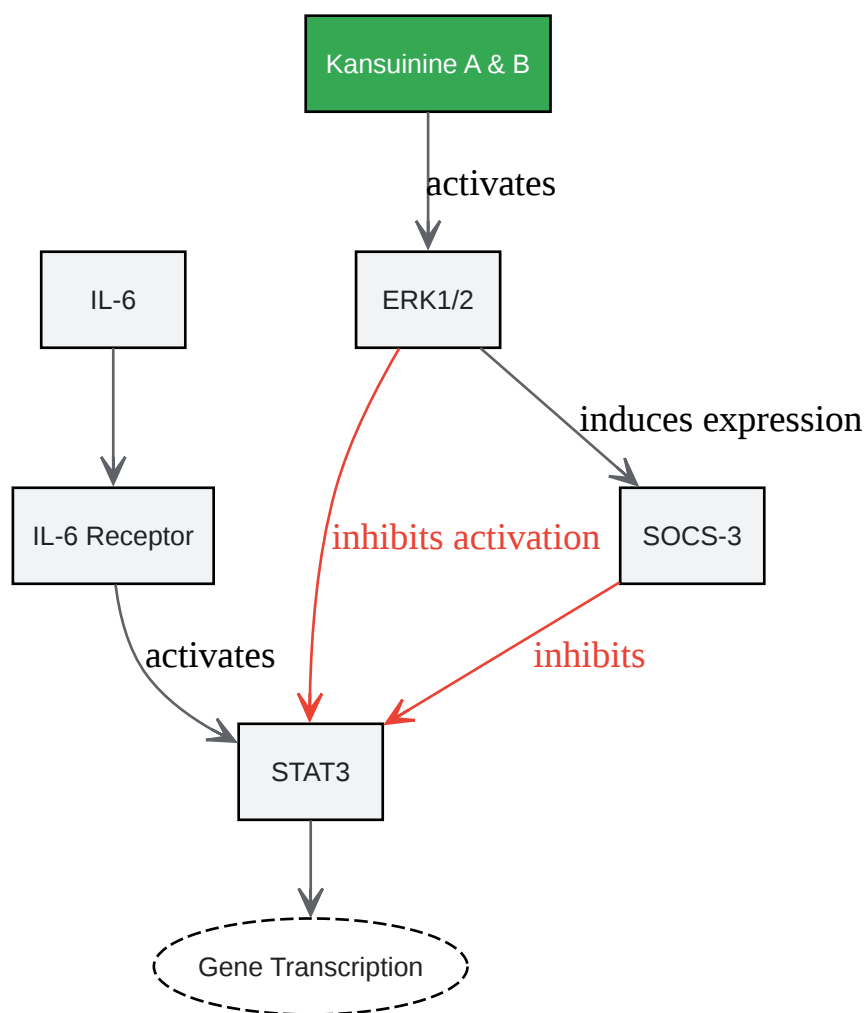 Kansuinine A & B
activates
IL-6
ERK1/2
induces expression
IL-6 Receptor
inhibits activation
SOCS-3
activates
inhibits
STAT3
Gene Transcription